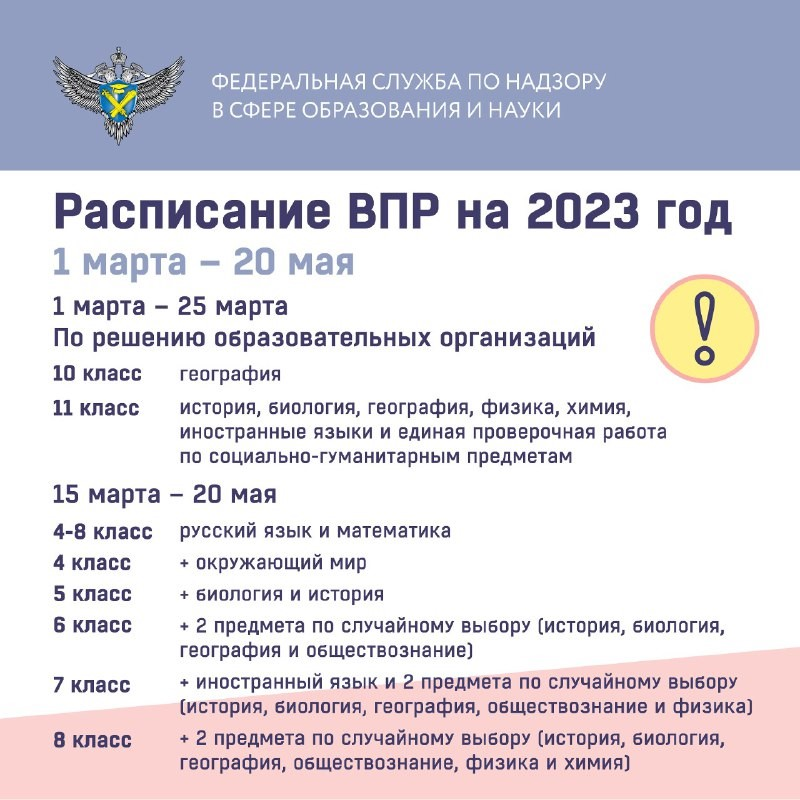 ФЕДЕРАЛЬНАЯ СЛУЖБА ПО НАДЗОРУ
В СФЕРЕ ОБРАЗОВАНИЯ И НАУКИ
Расписание ВПР на 2023 год
1 марта – 20 мая
1 марта – 25 марта
По решению образовательных организаций
!
10 класс география
11 класс история, биология, география, физика, химия,
иностранные языки и единая проверочная работа
по социально-гуманитарным предметам
15 марта – 20 мая
4-8 класс русский язык и математика
4 класс + окружающий мир
5 класс + биология и история
6 класс + 2 предмета по случайному выбору (история, биология,
география и обществознание)
7 класс + иностранный язык и 2 предмета по случайному выбору
(история, биология, география, обществознание и физика)
8 класс + 2 предмета по случайному выбору (история, биология,
география, обществознание, физика и химия)